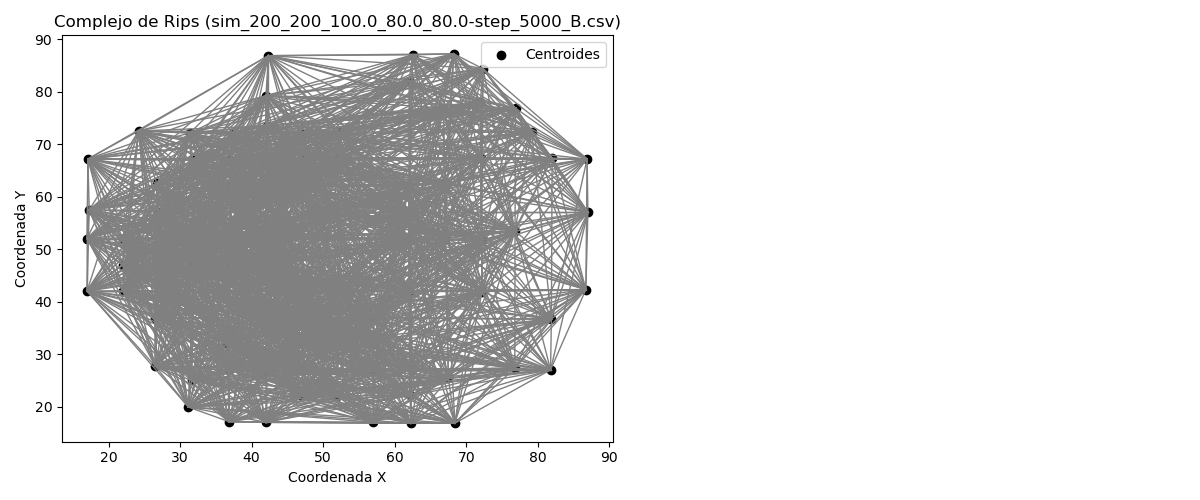 Complejo de Rips (sim_200_200_100.0_80.0_80.0-step_5000_B.csv)
Centroides
90
80
70
60
50
40
30
20
Coordenada Y
20 30 40 50 60 70 80 90
Coordenada X